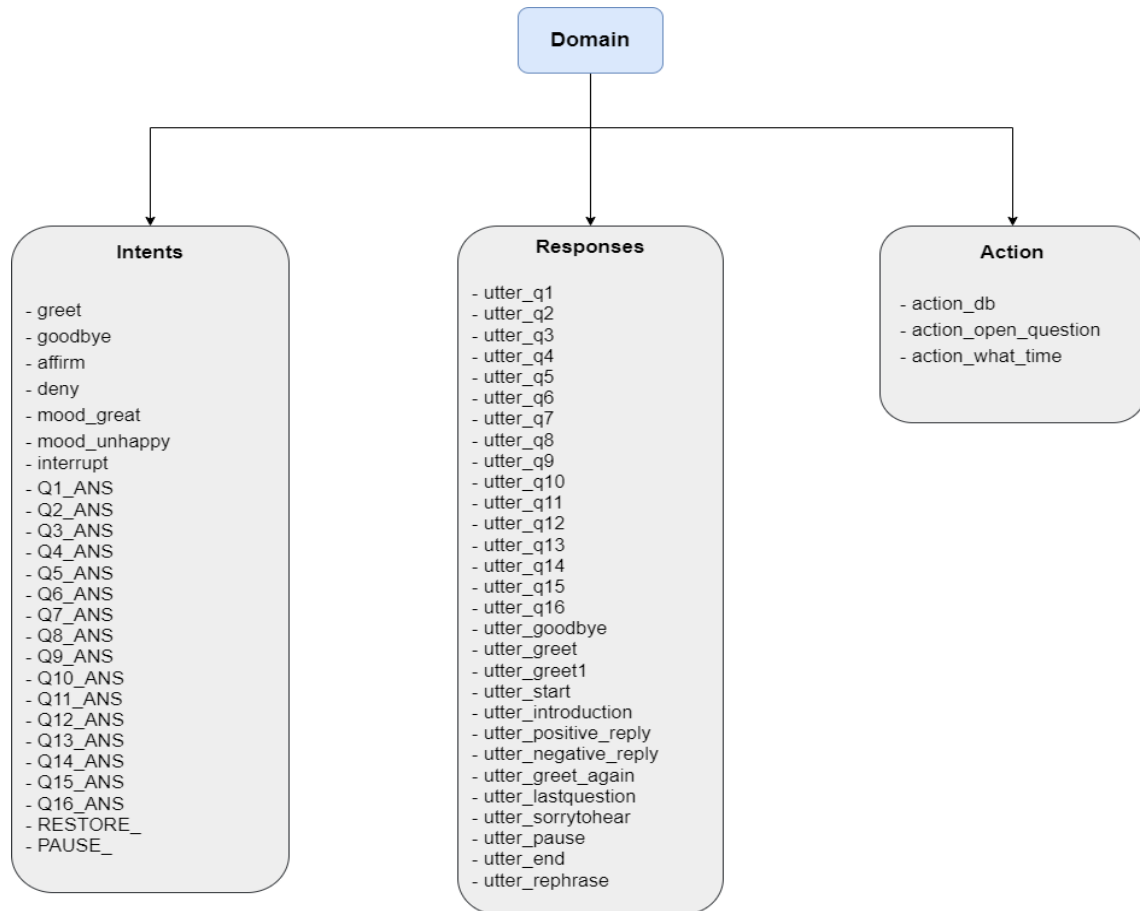 Domain
Intents
- greet
- goodbye
- affirm
- deny
- mood_great
- mood_unhappy
- interrupt
- Q1_ANS
- Q2_ANS
- Q3_ANS
- Q4_ANS
- Q5_ANS
- Q6_ANS
- Q7_ANS
- Q8_ANS
- Q9_ANS
- Q10_ANS
- Q11_ANS
- Q12_ANS
- Q13_ANS
- Q14_ANS
- Q15_ANS
- Q16_ANS
- RESTORE_
- PAUSE_
Responses
- utter_q1
- utter_q2
- utter_q3
- utter_q4
- utter_q5
- utter_q6
- utter_q7
- utter_q8
- utter_q9
- utter_q10
- utter_q11
- utter_q12
- utter_q13
- utter_q14
- utter_q15
- utter_q16
- utter_goodbye
- utter_greet
- utter_greet1
- utter_start
- utter_introduction
- utter_positive_reply
- utter_negative_reply
- utter_greet_again
- utter_lastquestion
- utter_sorrytohear
- utter_pause
- utter_end
- utter_rephrase
Action
- action_db
- action_open_question
- action_what_time